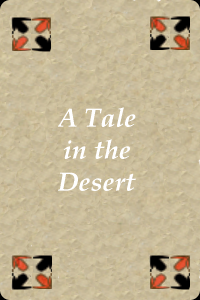 A Tale
in the
Desert